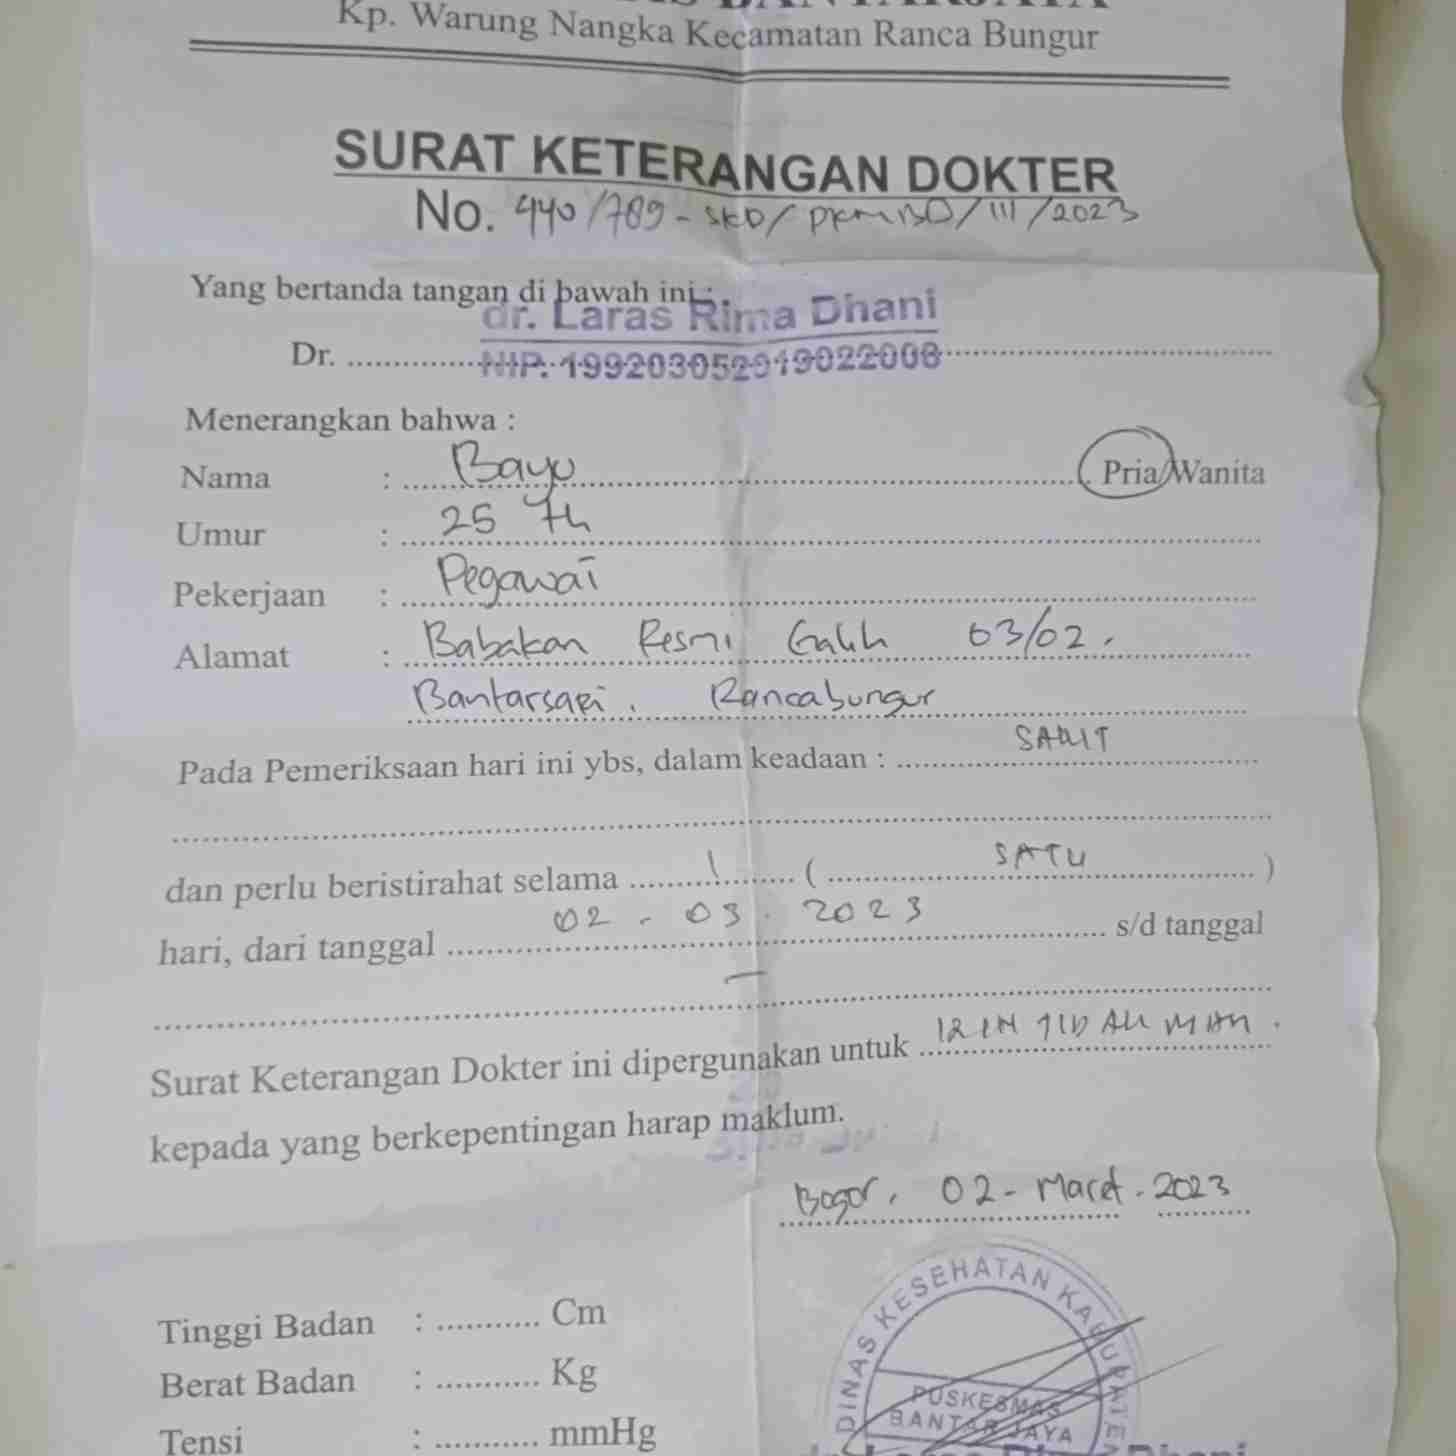 Kp. Warung Nangka Kecamatan Ranca Bungur
SURAT KETERANGAN DOKTER
No. 440/789-SKD/PKMBJ/III/2023
Yang bertanda tangan di bawah ini :
dr. Laras Rima Dhani
Dr. ....................
NIP. 199203052019022008
Menerangkan bahwa :
Nama : Bayu Pria/Wanita
Umur : 25 Th
Pekerjaan : Pegawai
Alamat : Babakan Resmi Galih 03/02.
Bantarsari. Rancabungur
Pada Pemeriksaan hari ini ybs, dalam keadaan : SAKIT
dan perlu beristirahat selama 1 ( SATU )
hari, dari tanggal 02 - 03 - 2023 s/d tanggal
–
Surat Keterangan Dokter ini dipergunakan untuk IZIN TIDAK MAK.
kepada yang berkepentingan harap maklum.
Bogor, 02 - Maret - 2023
Tinggi Badan : ........... Cm
Berat Badan : ........... Kg
Tensi : ........... mmHg
DINAS KESEHATAN KABUPATEN
PUSKESMAS
BANTAR JAYA